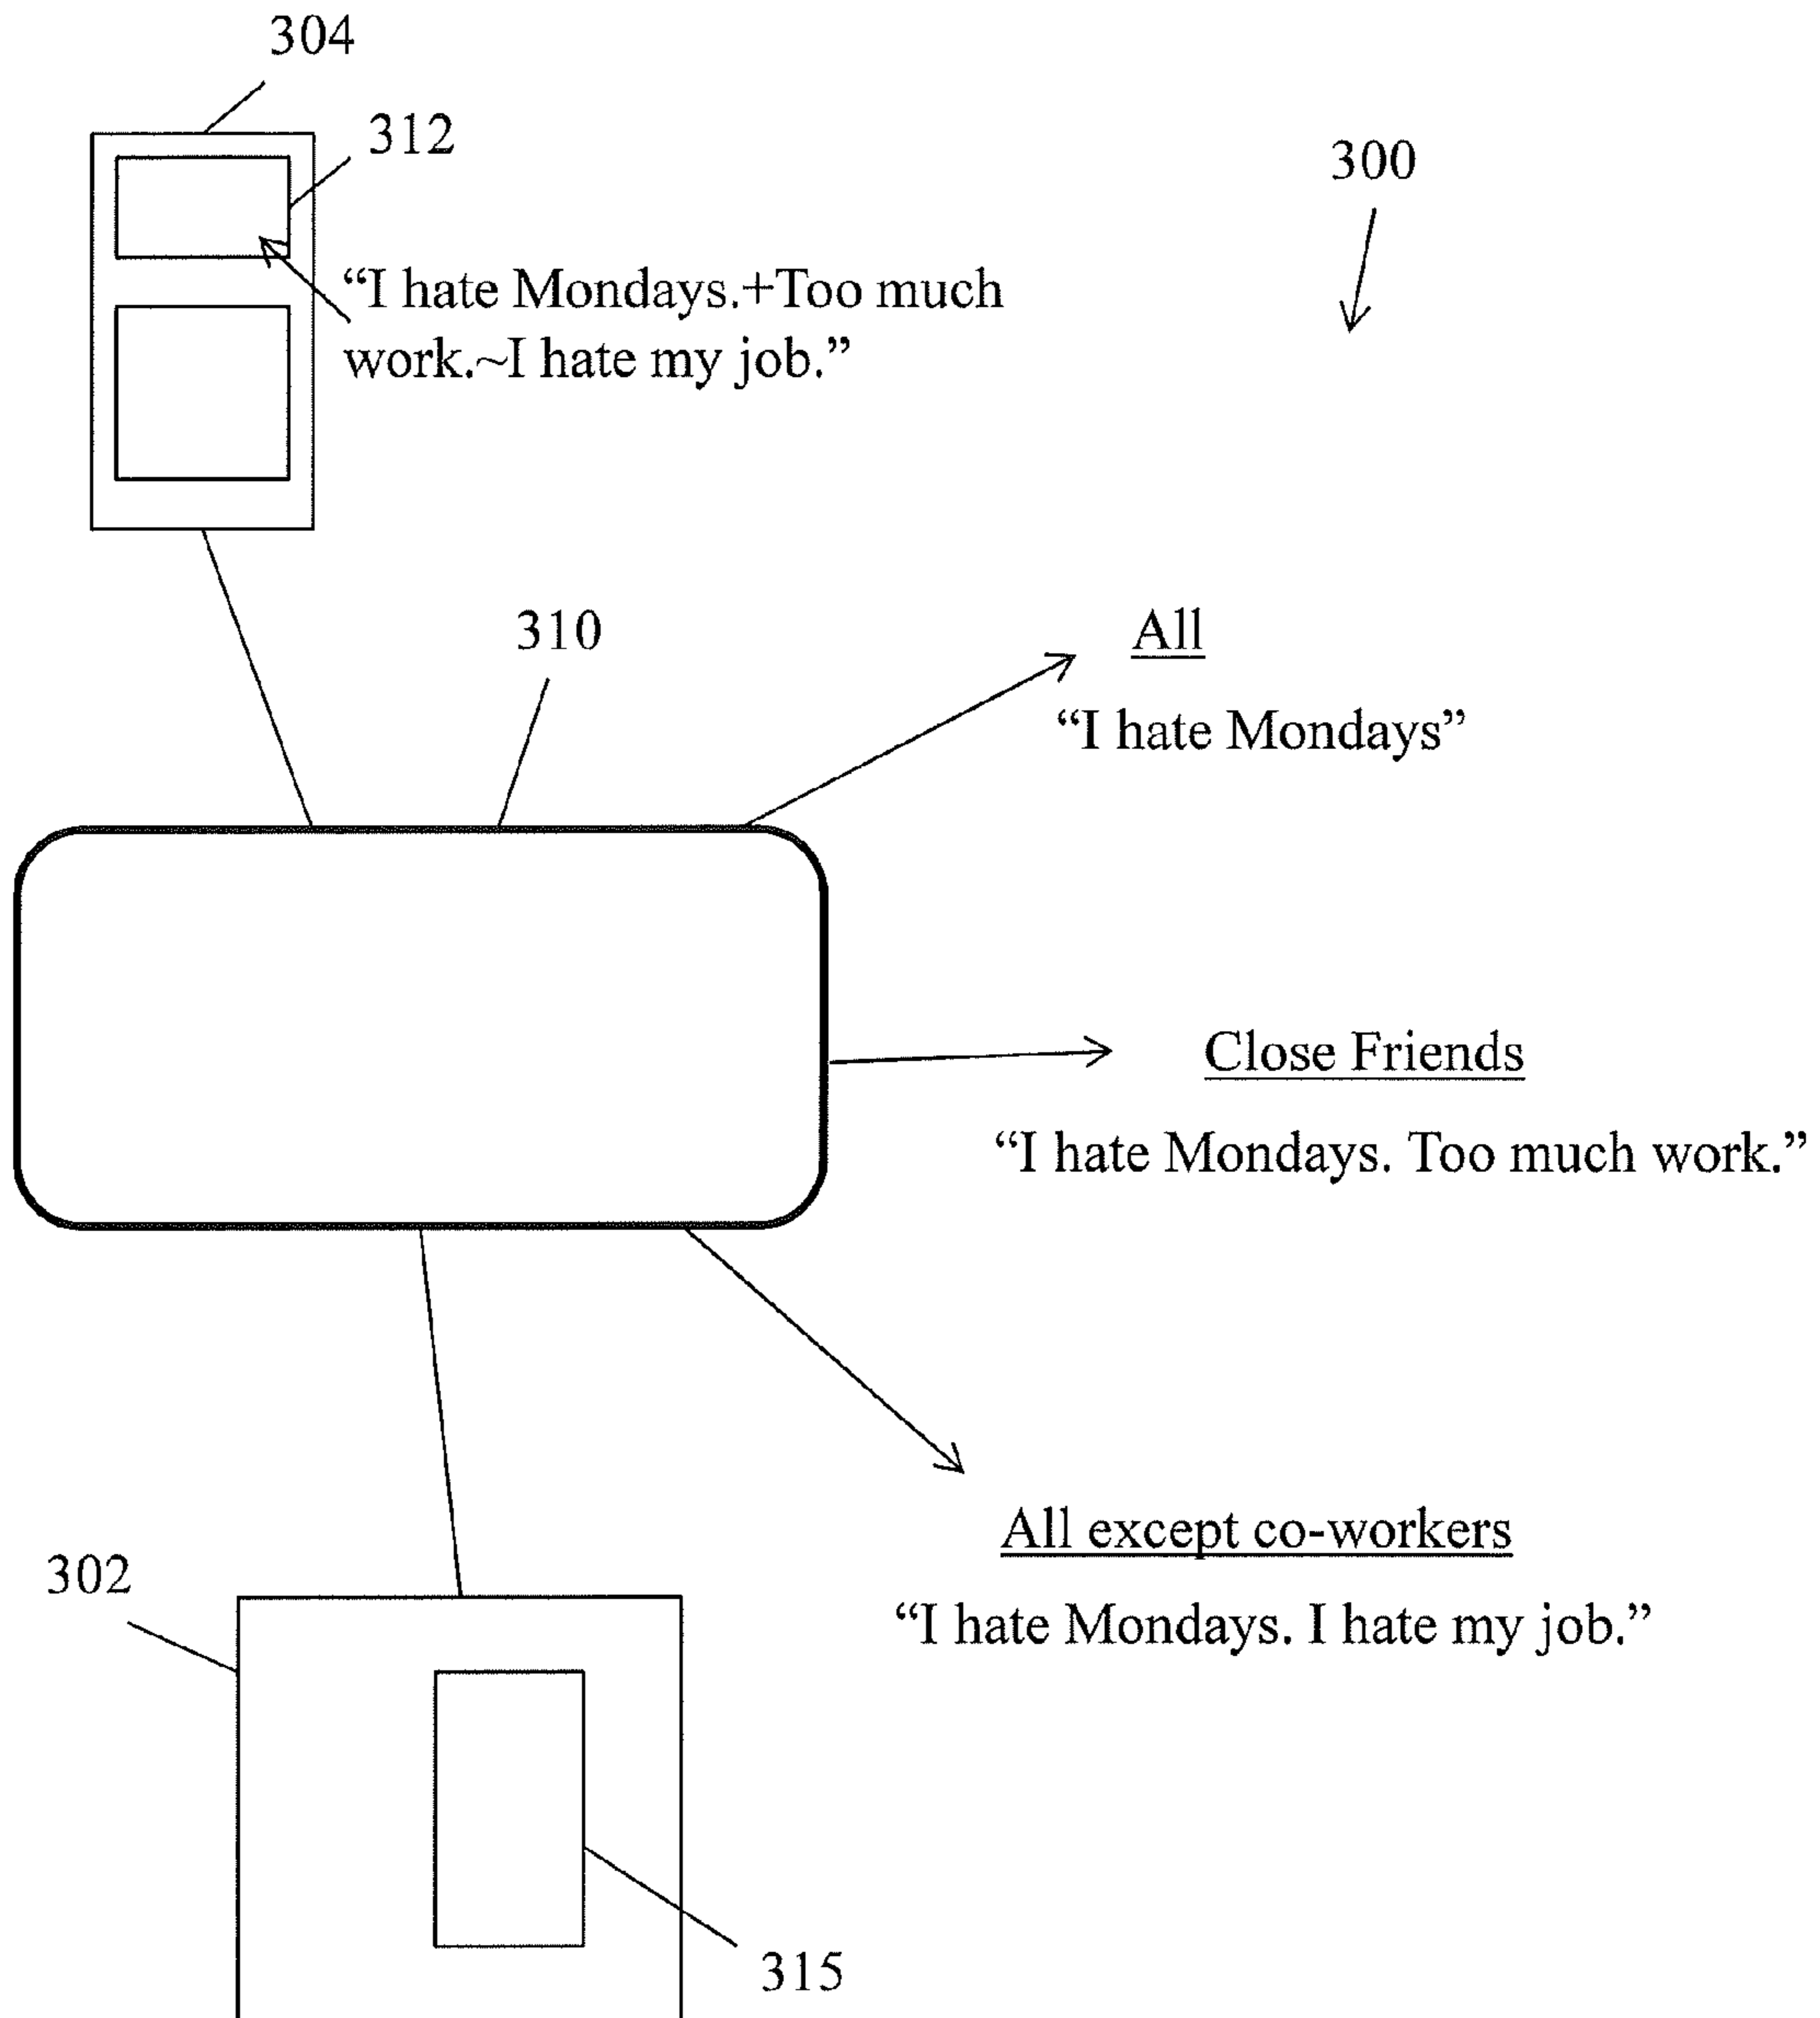 304
312
300
“I hate Mondays.+Too much
work.~I hate my job.”
310
All
“I hate Mondays”
Close Friends
“I hate Mondays. Too much work.”
All except co-workers
“I hate Mondays. I hate my job.”
302
315